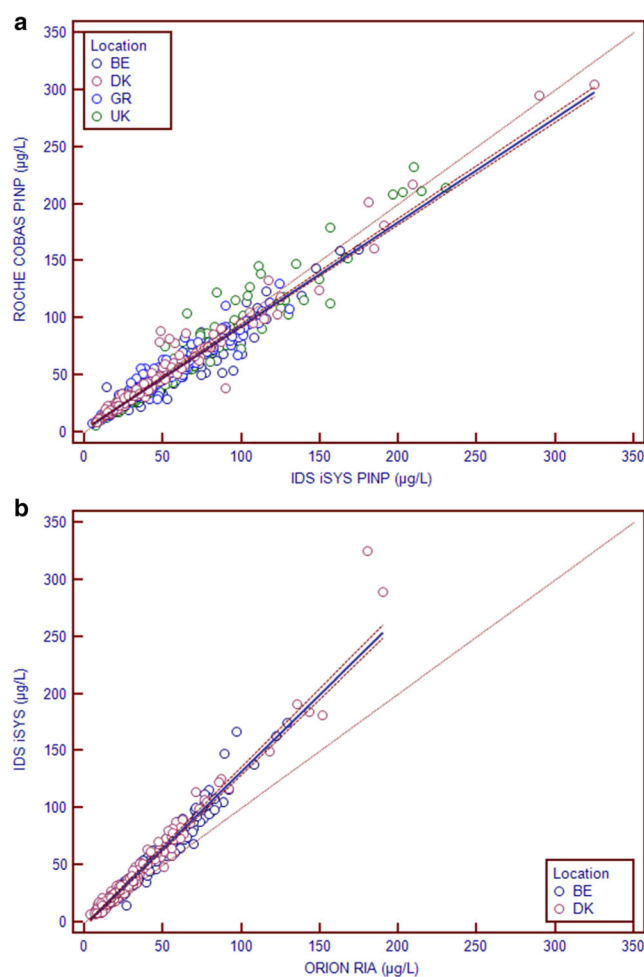 a
350
300
250
200
150
100
50
0
Location
BE
DK
GR
UK
ROCHE COBAS PINP (µg/L)
0 50 100 150 200 250 300 350
IDS iSYS PINP (µg/L)
b
350
300
250
200
150
100
50
0
IDS iSYS (µg/L)
Location
BE
DK
0 50 100 150 200 250 300 350
ORION RIA (µg/L)